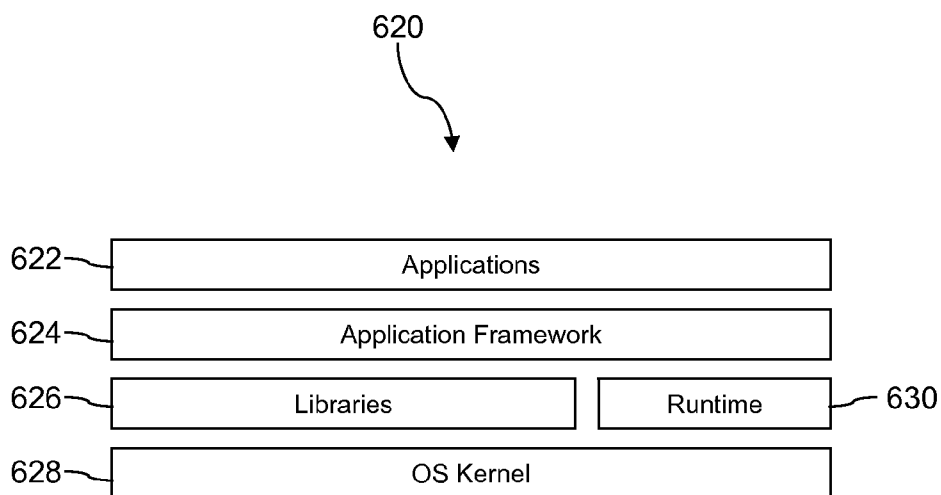 620
622 Applications
624 Application Framework
626 Libraries Runtime 630
628 OS Kernel